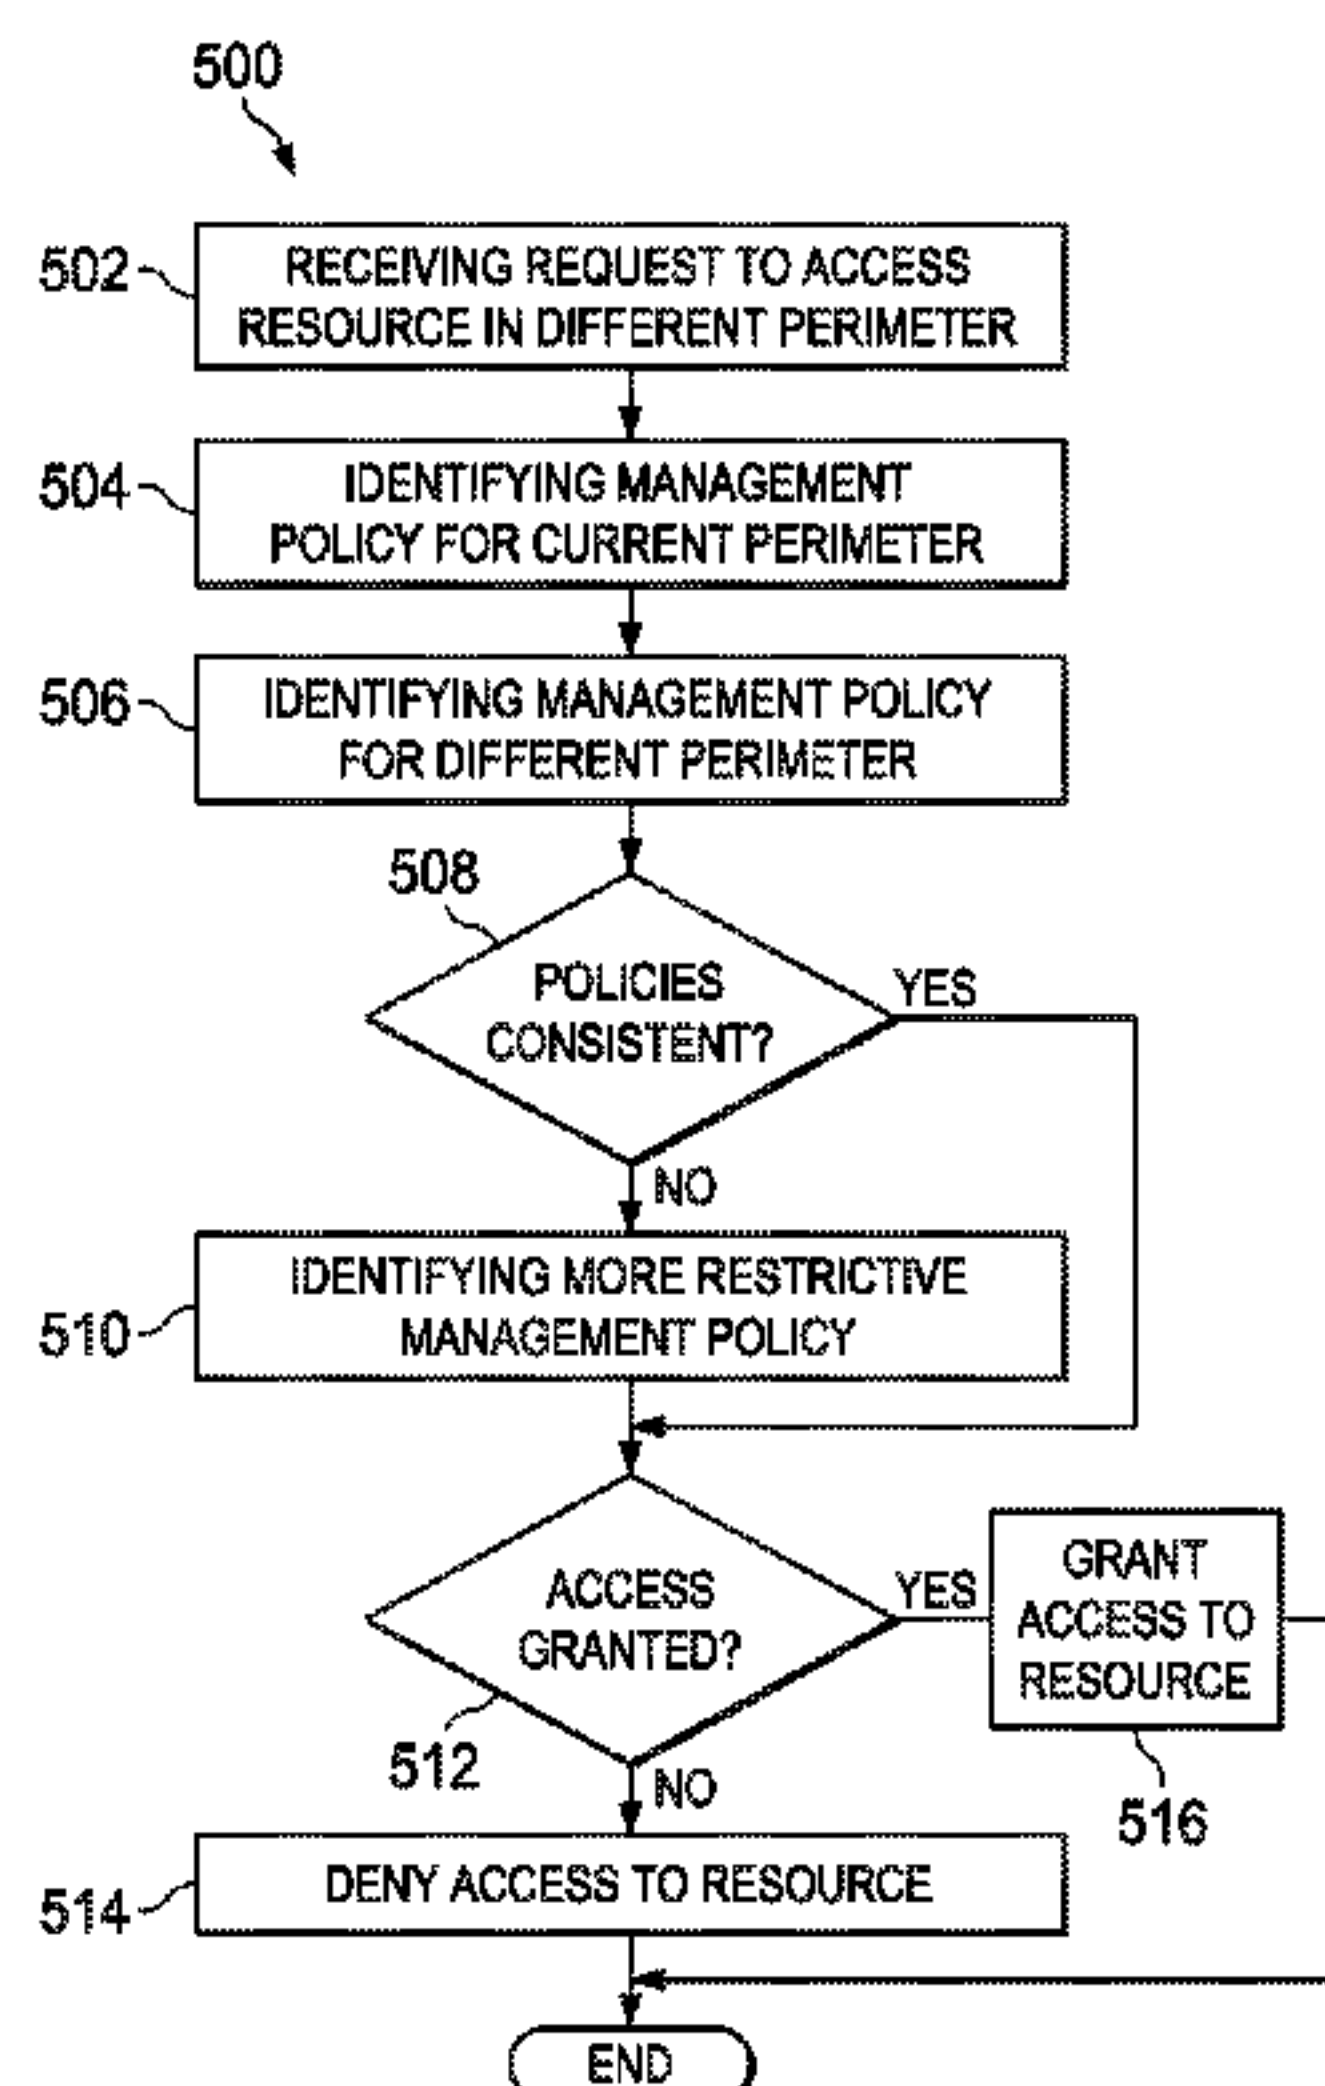 500
502
RECEIVING REQUEST TO ACCESS
RESOURCE IN DIFFERENT PERIMETER
504
IDENTIFYING MANAGEMENT
POLICY FOR CURRENT PERIMETER
506
IDENTIFYING MANAGEMENT POLICY
FOR DIFFERENT PERIMETER
508
POLICIES
CONSISTENT?
YES
NO
510
IDENTIFYING MORE RESTRICTIVE
MANAGEMENT POLICY
ACCESS
GRANTED?
YES
GRANT
ACCESS TO
RESOURCE
512
NO
516
514
DENY ACCESS TO RESOURCE
END